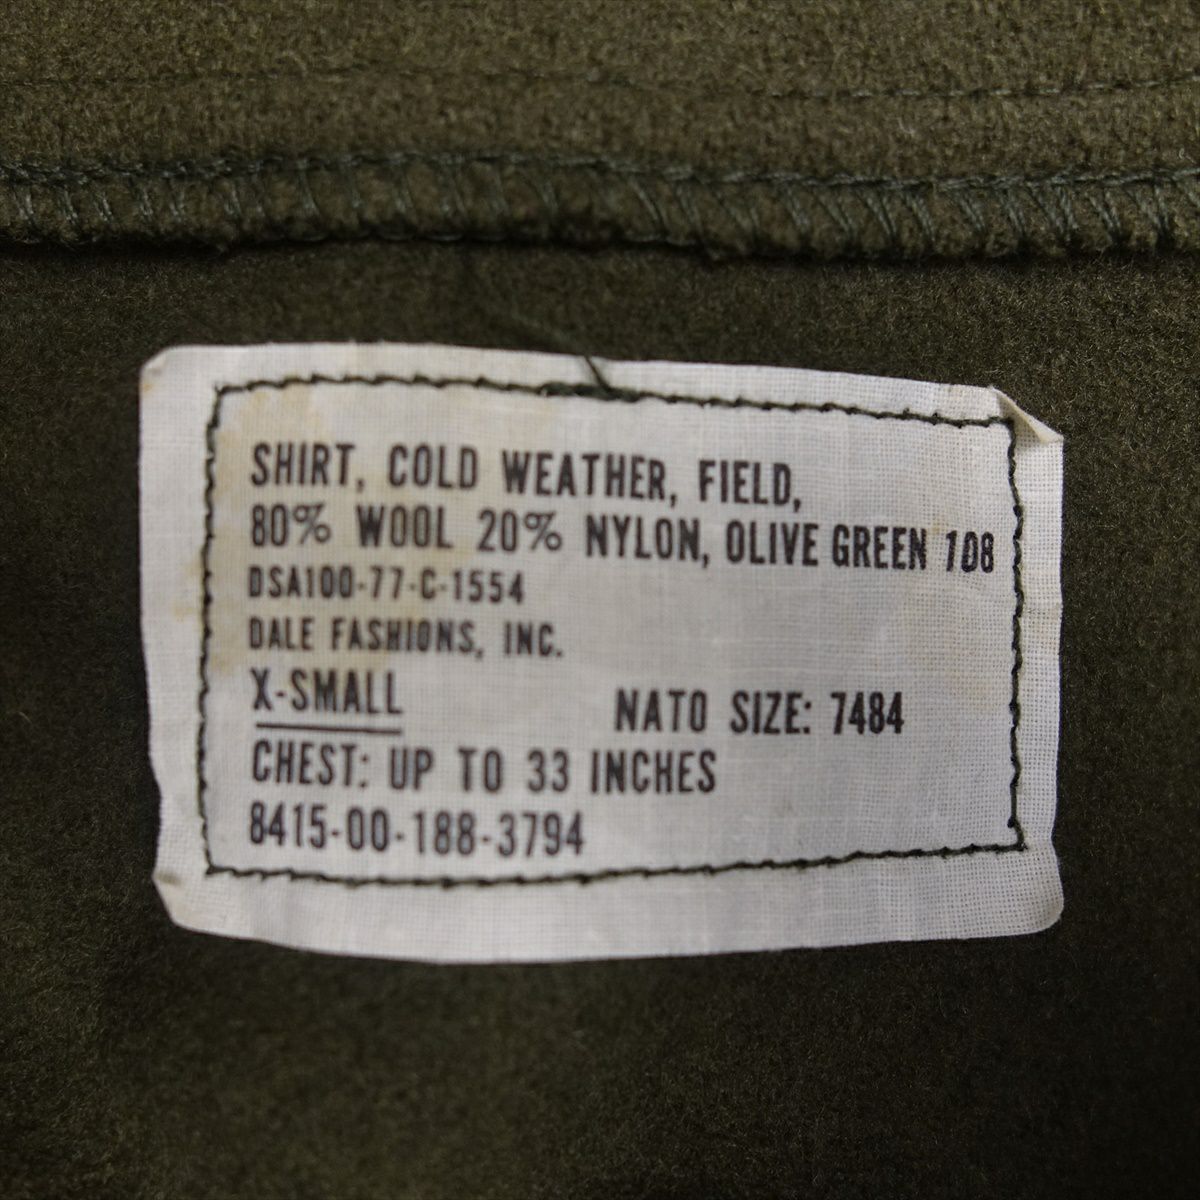 SHIRT, COLD WEATHER, FIELD,
80% WOOL 20% NYLON, OLIVE GREEN 108
DSA100-77-C-1554
DALE FASHIONS, INC.
X-SMALL NATO SIZE: 7484
CHEST: UP TO 33 INCHES
8415-00-188-3794